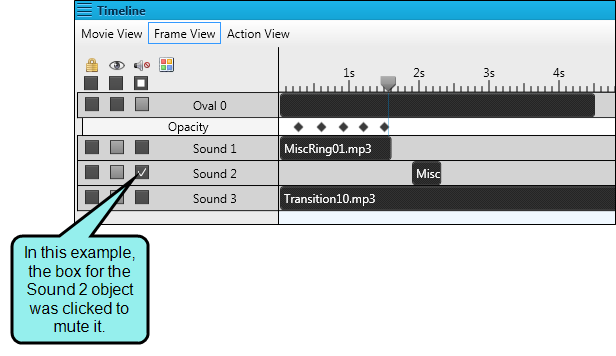 Timeline
Movie View Frame View Action View
1s 2s 3s 4s
Oval 0
Opacity
Sound 1 MiscRing01.mp3
Sound 2 Misc
Sound 3 Transition10.mp3
In this example,
the box for the
Sound 2 object
was clicked to
mute it.